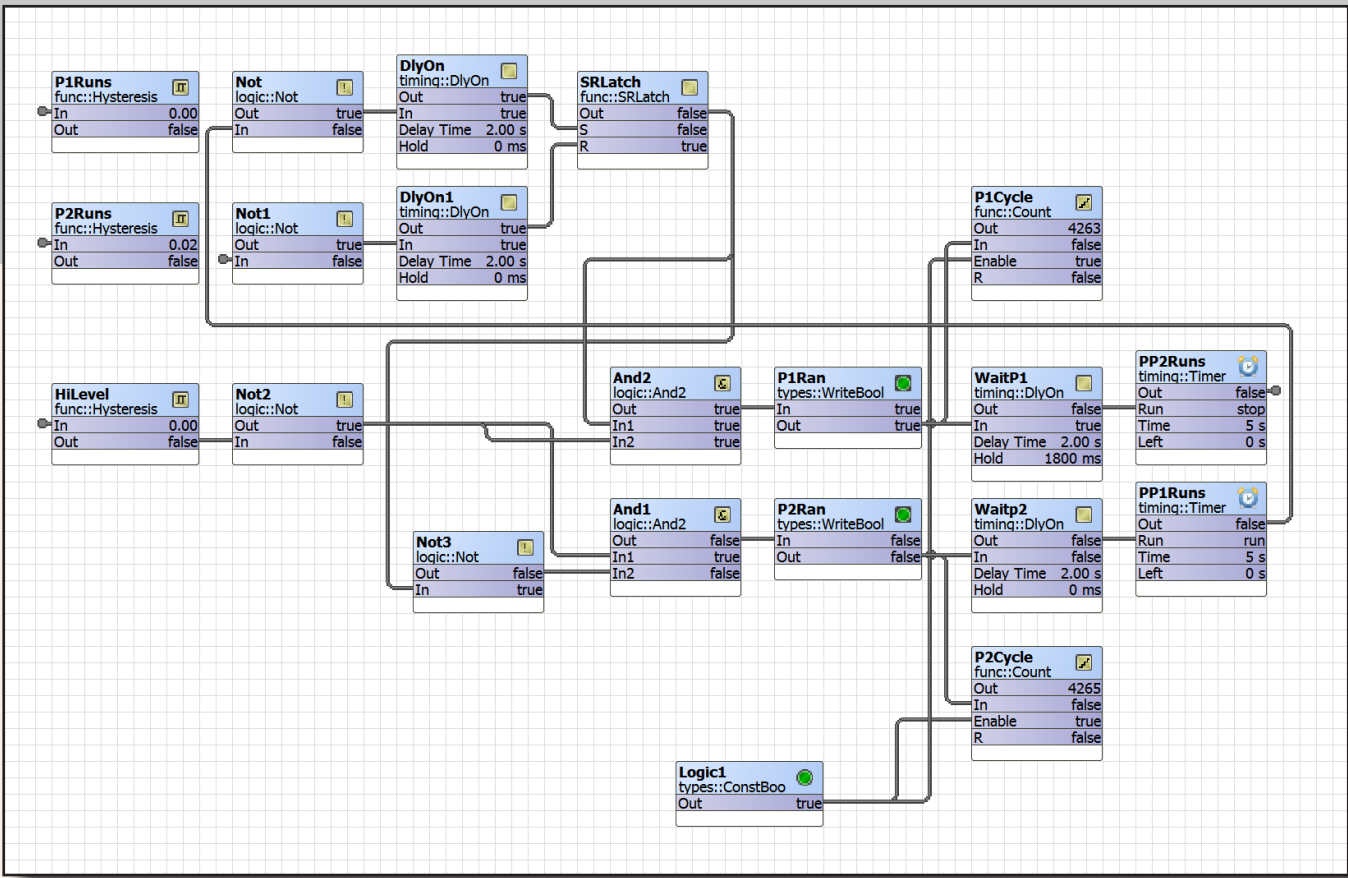 P1Runs
func::Hysteresis
In 0.00
Out false
Not
logic::Not
Out true
In false
DlyOn
timing::DlyOn
Out true
In true
Delay Time 2.00 s
Hold 0 ms
SRLatch
func::SRLatch
Out false
S false
R true
P2Runs
func::Hysteresis
In 0.02
Out false
Not1
logic::Not
Out true
In false
DlyOn1
timing::DlyOn
Out true
In true
Delay Time 2.00 s
Hold 0 ms
P1Cycle
func::Count
Out 4263
In false
Enable true
R false
HiLevel
func::Hysteresis
In 0.00
Out false
Not2
logic::Not
Out true
In false
And2
logic::And2
Out true
In1 true
In2 true
P1Ran
types::WriteBool
In true
Out true
WaitP1
timing::DlyOn
Out false
In true
Delay Time 2.00 s
Hold 1800 ms
PP2Runs
timing::Timer
Out false
Run stop
Time 5 s
Left 0 s
Not3
logic::Not
Out false
In true
And1
logic::And2
Out false
In1 true
In2 false
P2Ran
types::WriteBool
In false
Out false
Waitp2
timing::DlyOn
Out false
In false
Delay Time 2.00 s
Hold 0 ms
PP1Runs
timing::Timer
Out false
Run run
Time 5 s
Left 0 s
P2Cycle
func::Count
Out 4265
In false
Enable true
R false
Logic1
types::ConstBoo
Out true